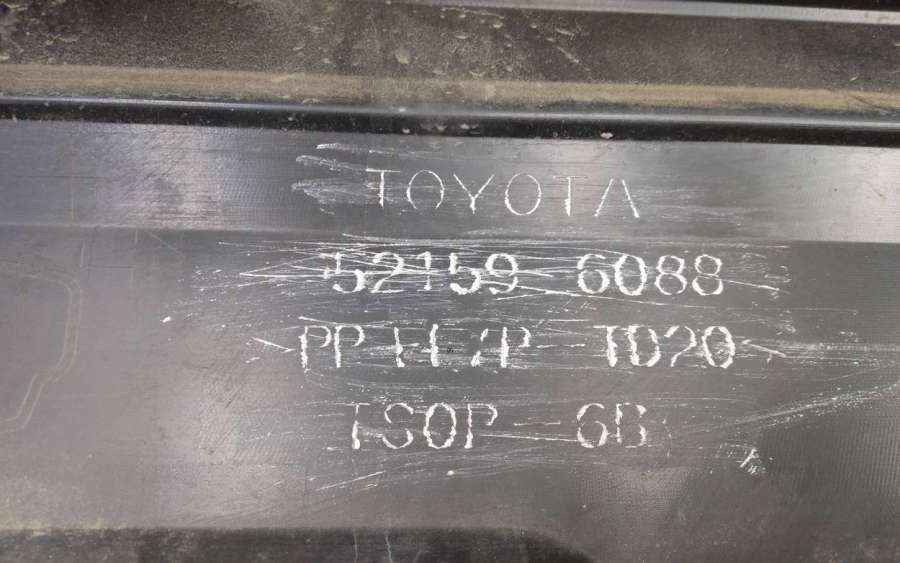 TOYOTA
52159-6088
>PP+E/P-TD20<
TSOP-6B